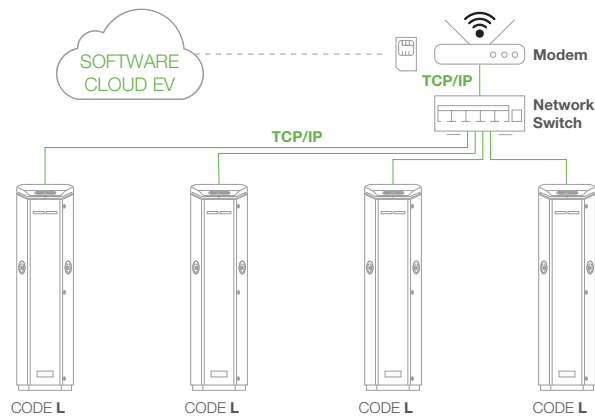 SOFTWARE
CLOUD EV
Modem
TCP/IP
Network
Switch
TCP/IP
CODE L
CODE L
CODE L
CODE L